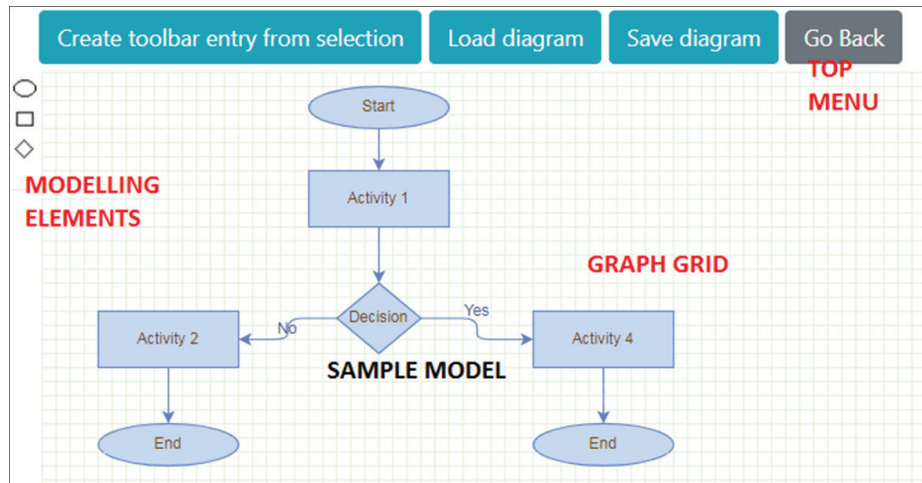 Create toolbar entry from selection
Load diagram
Save diagram
Go Back
TOP
MENU
Start
MODELLING
ELEMENTS
Activity 1
GRAPH GRID
Decision
No
Yes
Activity 2
Activity 4
SAMPLE MODEL
End
End